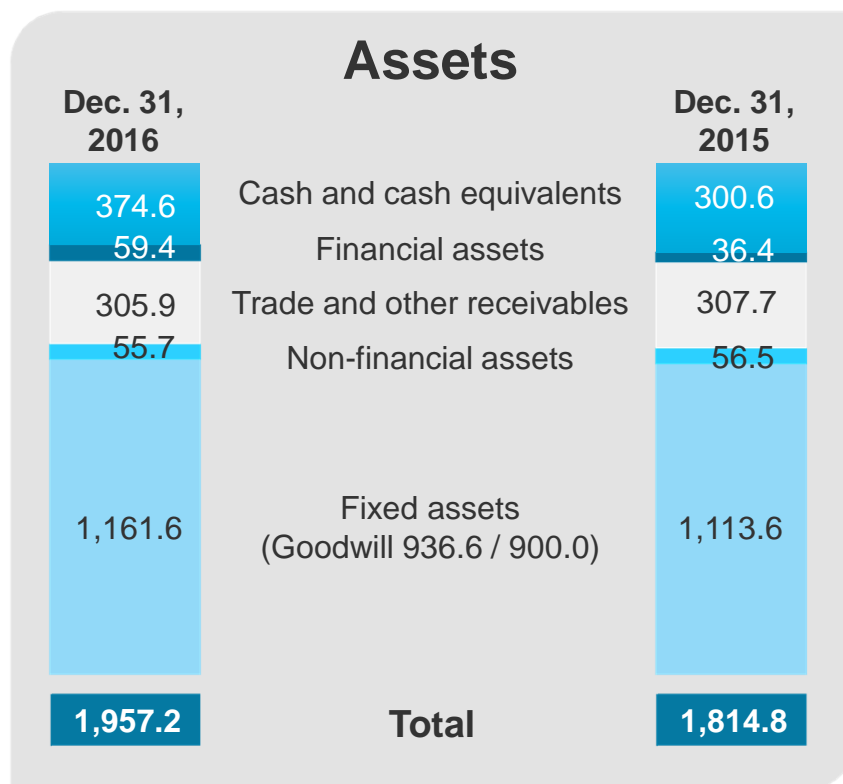 Assets
Dec. 31,
2016
Dec. 31,
2015
374.6 Cash and cash equivalents 300.6
59.4 Financial assets 36.4
305.9 Trade and other receivables 307.7
55.7 Non-financial assets 56.5
1,161.6 Fixed assets 1,113.6
(Goodwill 936.6 / 900.0)
1,957.2 Total 1,814.8